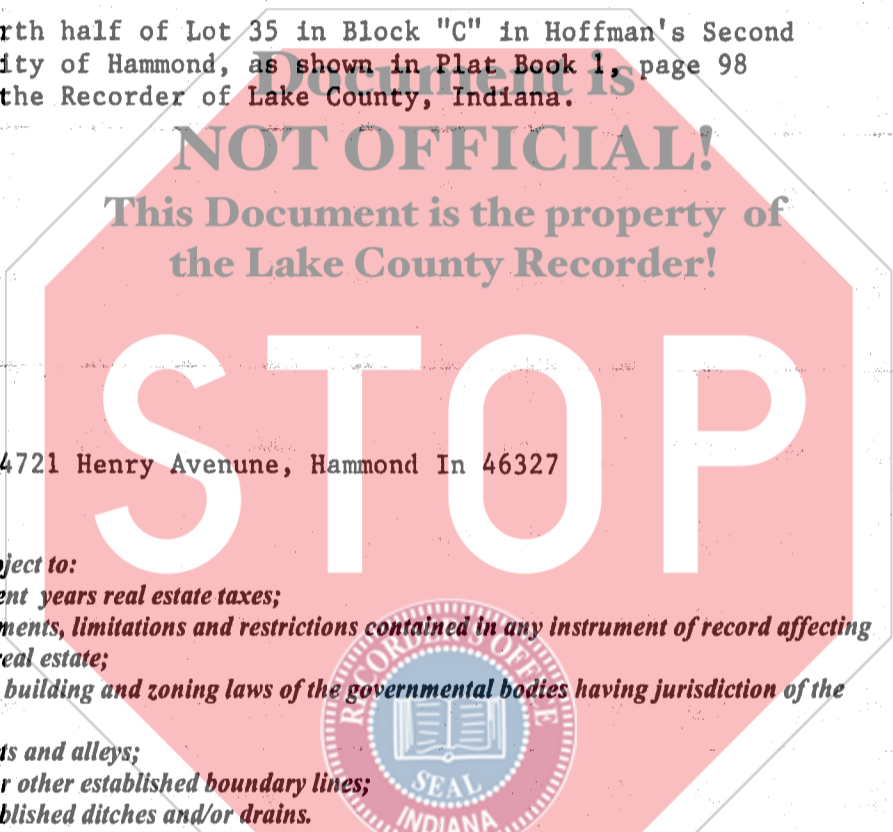 rth half of Lot 35 in Block "C" in Hoffman's Second
ity of Hammond, as shown in Plat Book 1, page 98
the Recorder of Lake County, Indiana.
Document is
NOT OFFICIAL!
This Document is the property of
the Lake County Recorder!
STOP
4721 Henry Avenune, Hammond In 46327
ject to:
ent years real estate taxes;
ments, limitations and restrictions contained in any instrument of record affecting
eal estate;
building and zoning laws of the governmental bodies having jurisdiction of the
ts and alleys;
r other established boundary lines;
blished ditches and/or drains.
RECORDER'S OFFICE
SEAL
INDIANA